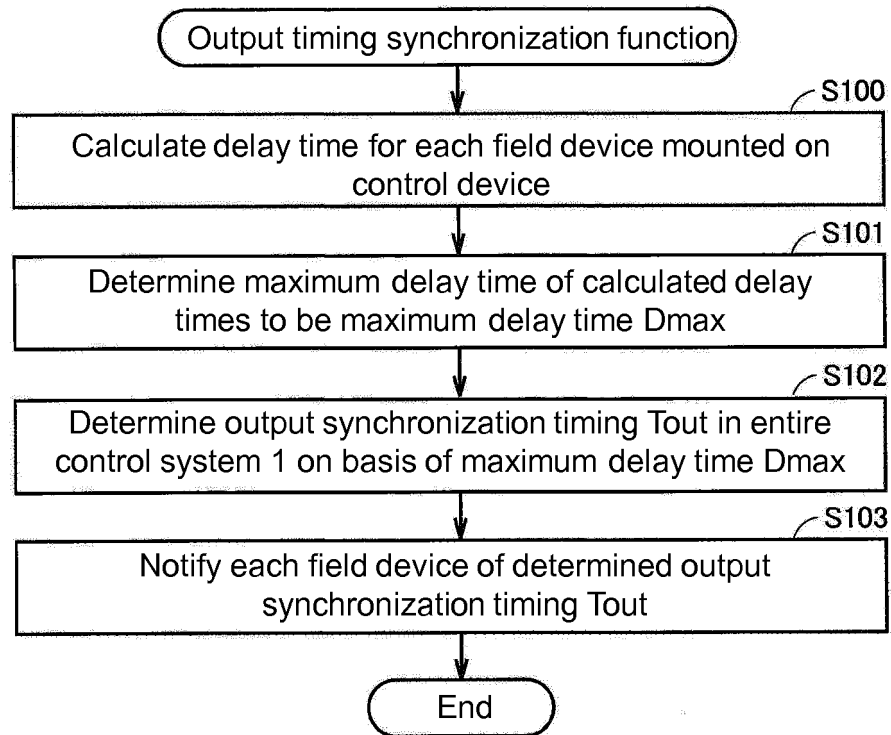 Output timing synchronization function
S100
Calculate delay time for each field device mounted on
control device
S101
Determine maximum delay time of calculated delay
times to be maximum delay time Dmax
S102
Determine output synchronization timing Tout in entire
control system 1 on basis of maximum delay time Dmax
S103
Notify each field device of determined output
synchronization timing Tout
End